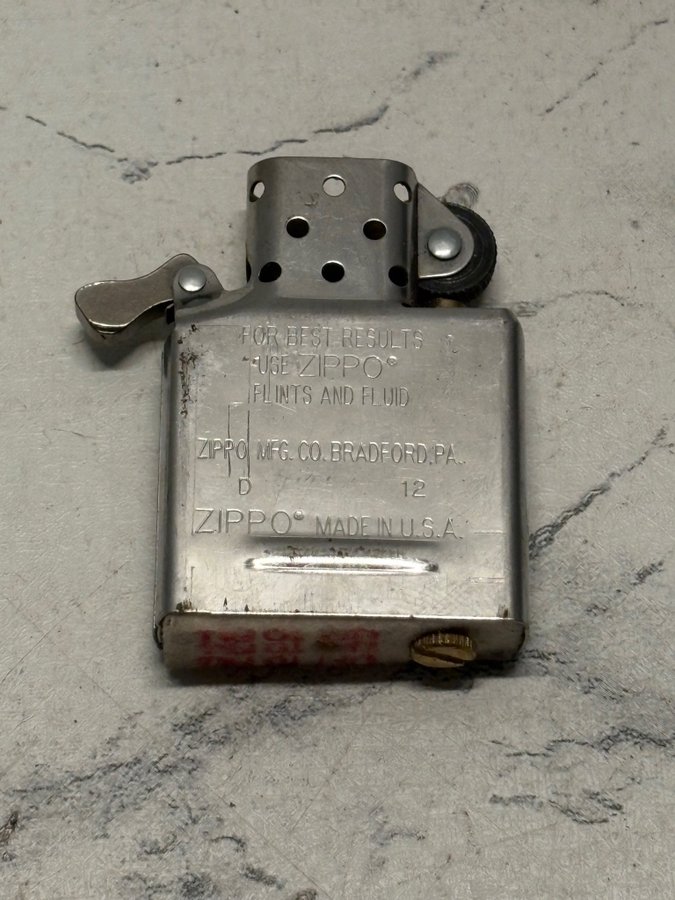 FOR BEST RESULTS
USE ZIPPO®
FLINTS AND FLUID
ZIPPO MFG. CO. BRADFORD, PA.
D 12
ZIPPO® MADE IN U.S.A.